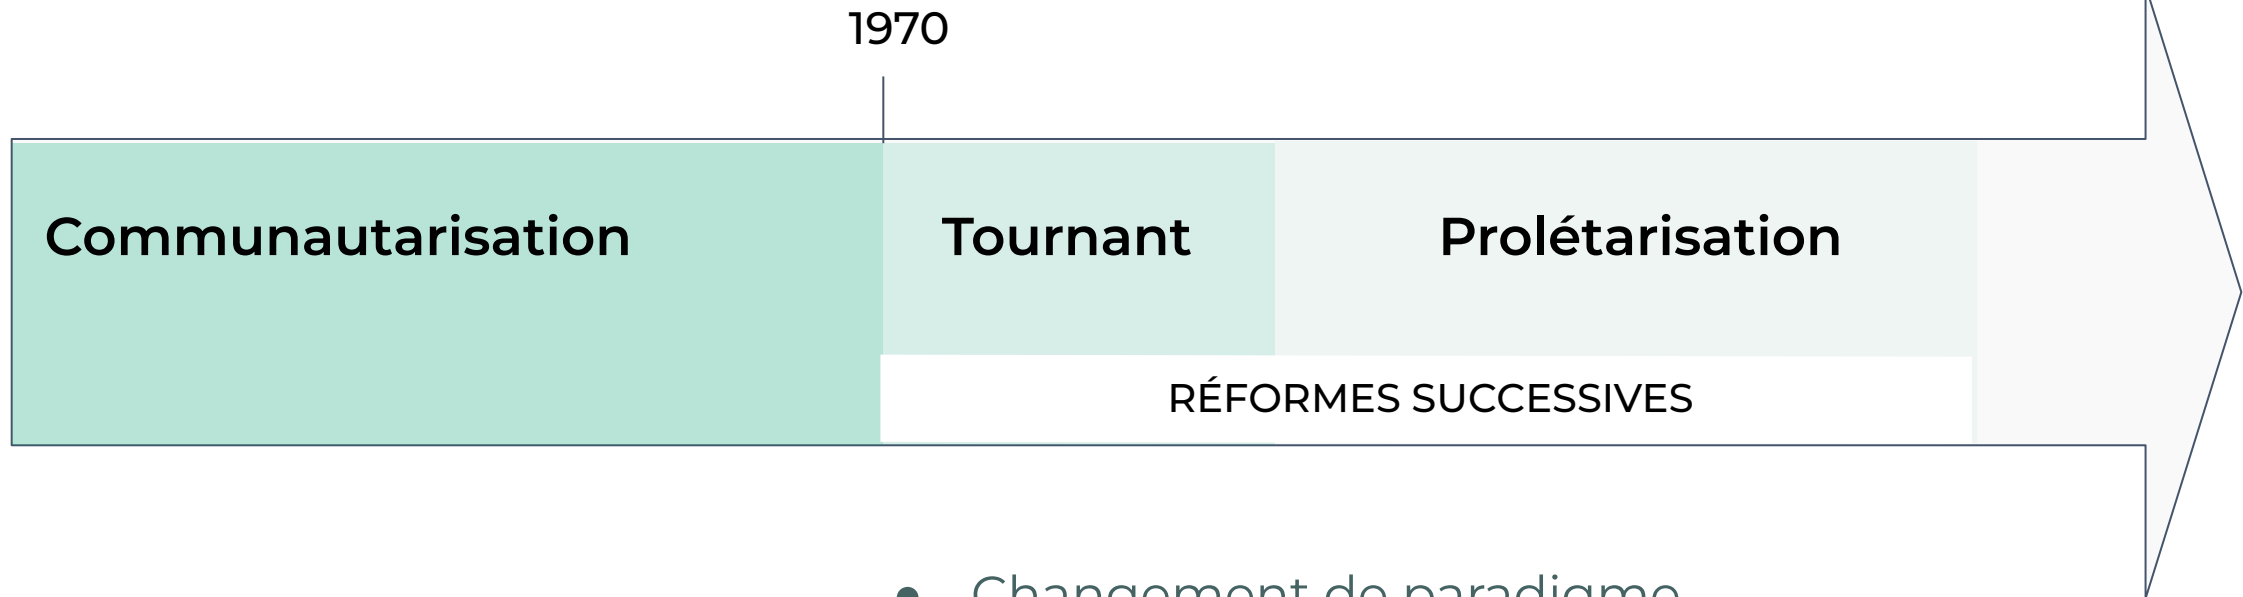 1970
Communautarisation
Tournant
Prolétarisation
RÉFORMES SUCCESSIVES
• Changement de paradigme